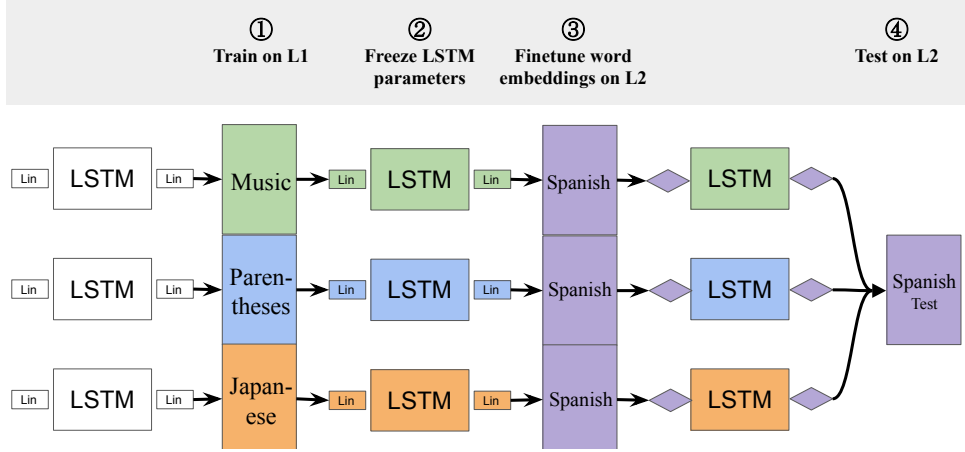 ① ② ③ ④
Train on L1 Freeze LSTM Finetune word Test on L2
parameters embeddings on L2
Lin LSTM Lin Music Lin LSTM Lin Spanish LSTM
Lin LSTM Lin Paren- Lin LSTM Lin Spanish LSTM Spanish
theses Test
Lin LSTM Lin Japan- Lin LSTM Lin Spanish LSTM
ese